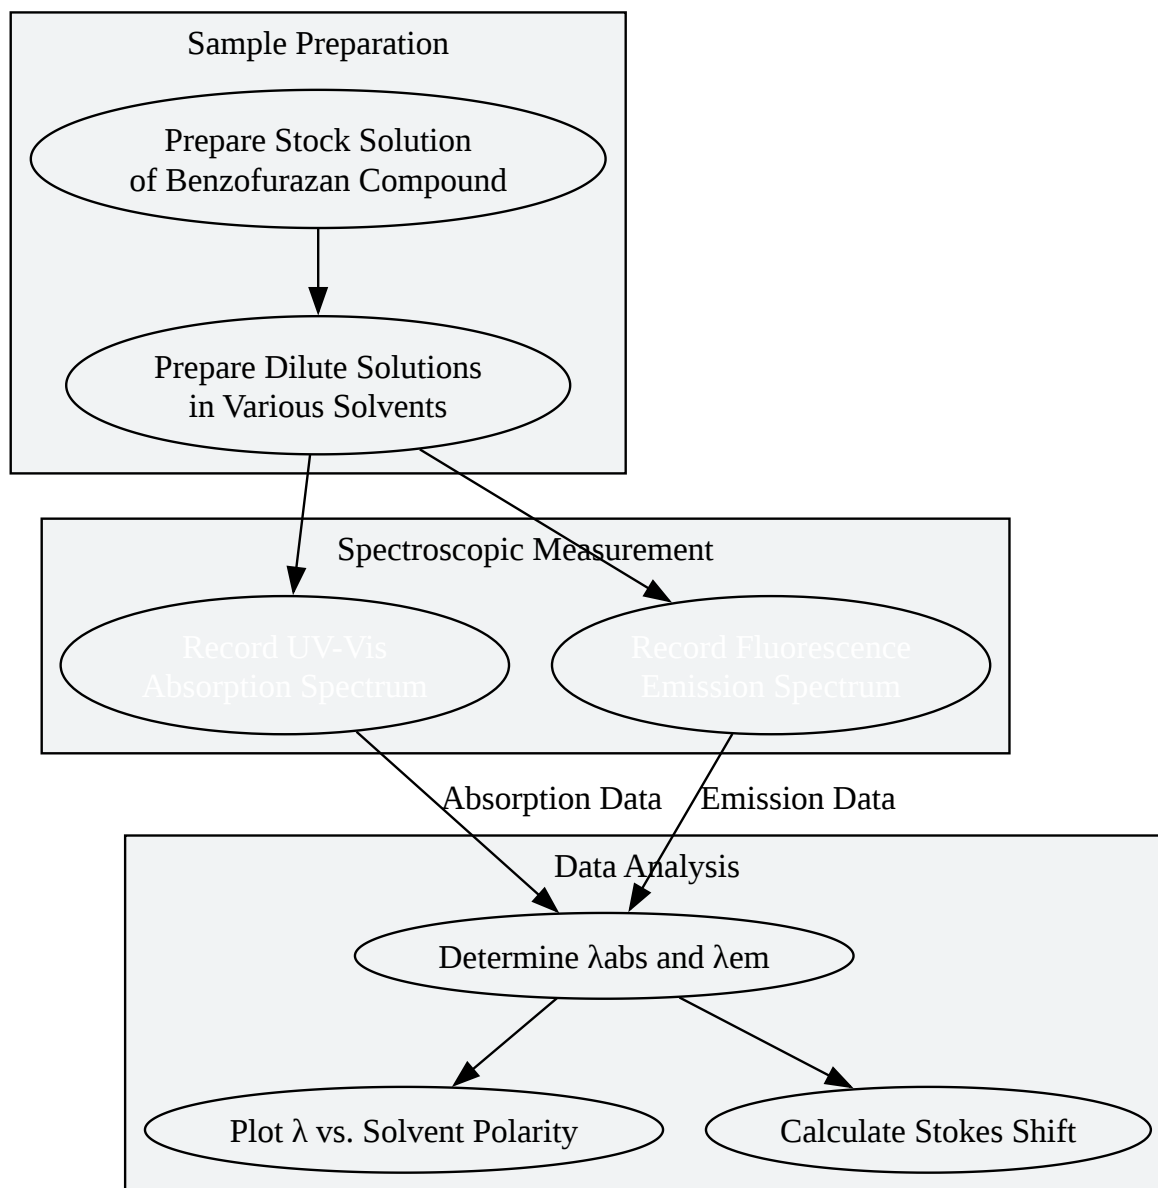 Sample Preparation
Prepare Stock Solution
of Benzofurazan Compound
Prepare Dilute Solutions
in Various Solvents
Spectroscopic Measurement
Record UV-Vis
Absorption Spectrum
Record Fluorescence
Emission Spectrum
Absorption Data
Emission Data
Data Analysis
Determine λabs and λem
Plot λ vs. Solvent Polarity
Calculate Stokes Shift